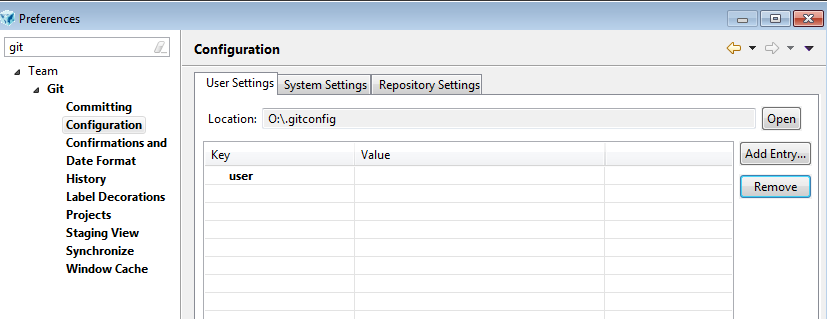 Preferences
git
Team
Git
Committing
Configuration
Confirmations and
Date Format
History
Label Decorations
Projects
Staging View
Synchronize
Window Cache
Configuration
User Settings System Settings Repository Settings
Location: O:\.gitconfig Open
Key Value
user
Add Entry...
Remove